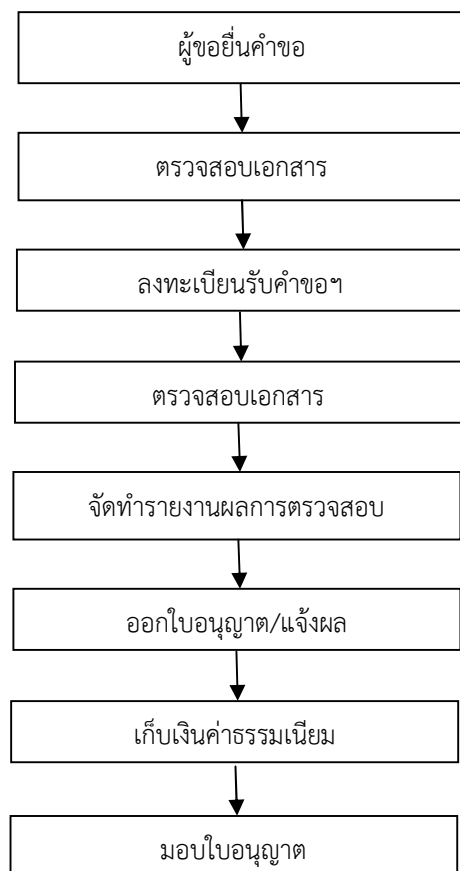 ผู้ขอยื่นคำขอ
ตรวจสอบเอกสาร
ลงทะเบียนรับคำขอฯ
ตรวจสอบเอกสาร
จัดทำรายงานผลการตรวจสอบ
ออกใบอนุญาต/แจ้งผล
เก็บเงินค่าธรรมเนียม
มอบใบอนุญาต